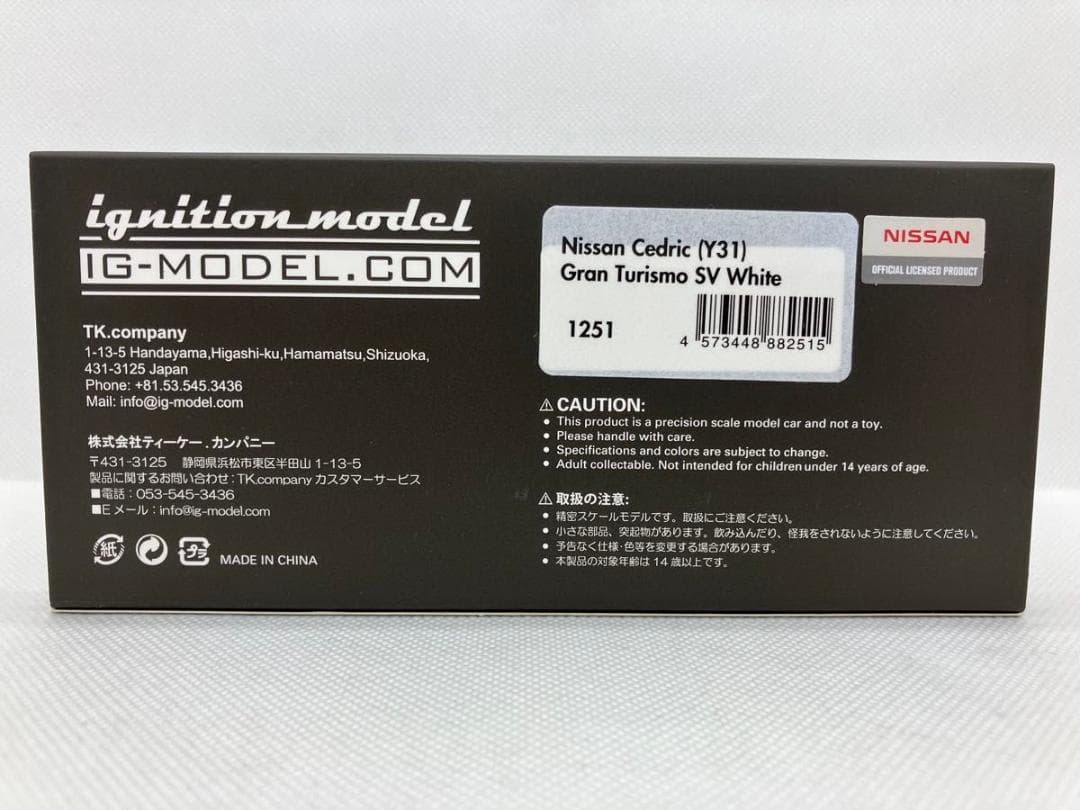 ignition model
IG-MODEL.COM
TK.company
1-13-5 Handayama,Higashi-ku,Hamamatsu,Shizuoka,
431-3125 Japan
Phone: +81.53.545.3436
Mail: info@ig-model.com
株式会社ティーケー.カンパニー
〒431-3125 静岡県浜松市東区半田山1-13-5
製品に関するお問い合わせ:TK.companyカスタマーサービス
■電話:053-545-3436
■Eメール:info@ig-model.com
紙
プラ
MADE IN CHINA
Nissan Cedric (Y31)
Gran Turismo SV White
1251
4 573448 882515
NISSAN
OFFICIAL LICENSED PRODUCT
⚠ CAUTION:
• This product is a precision scale model car and not a toy.
• Please handle with care.
• Specifications and colors are subject to change.
• Adult collectable. Not intended for children under 14 years of age.
⚠ 取扱の注意:
• 精密スケールモデルです。取扱にご注意ください。
• 小さな部品、突起物があります。飲み込んだり、怪我をされないように注意してください。
• 予告なく仕様・色等を変更する場合があります。
• 本製品の対象年齢は14歳以上です。